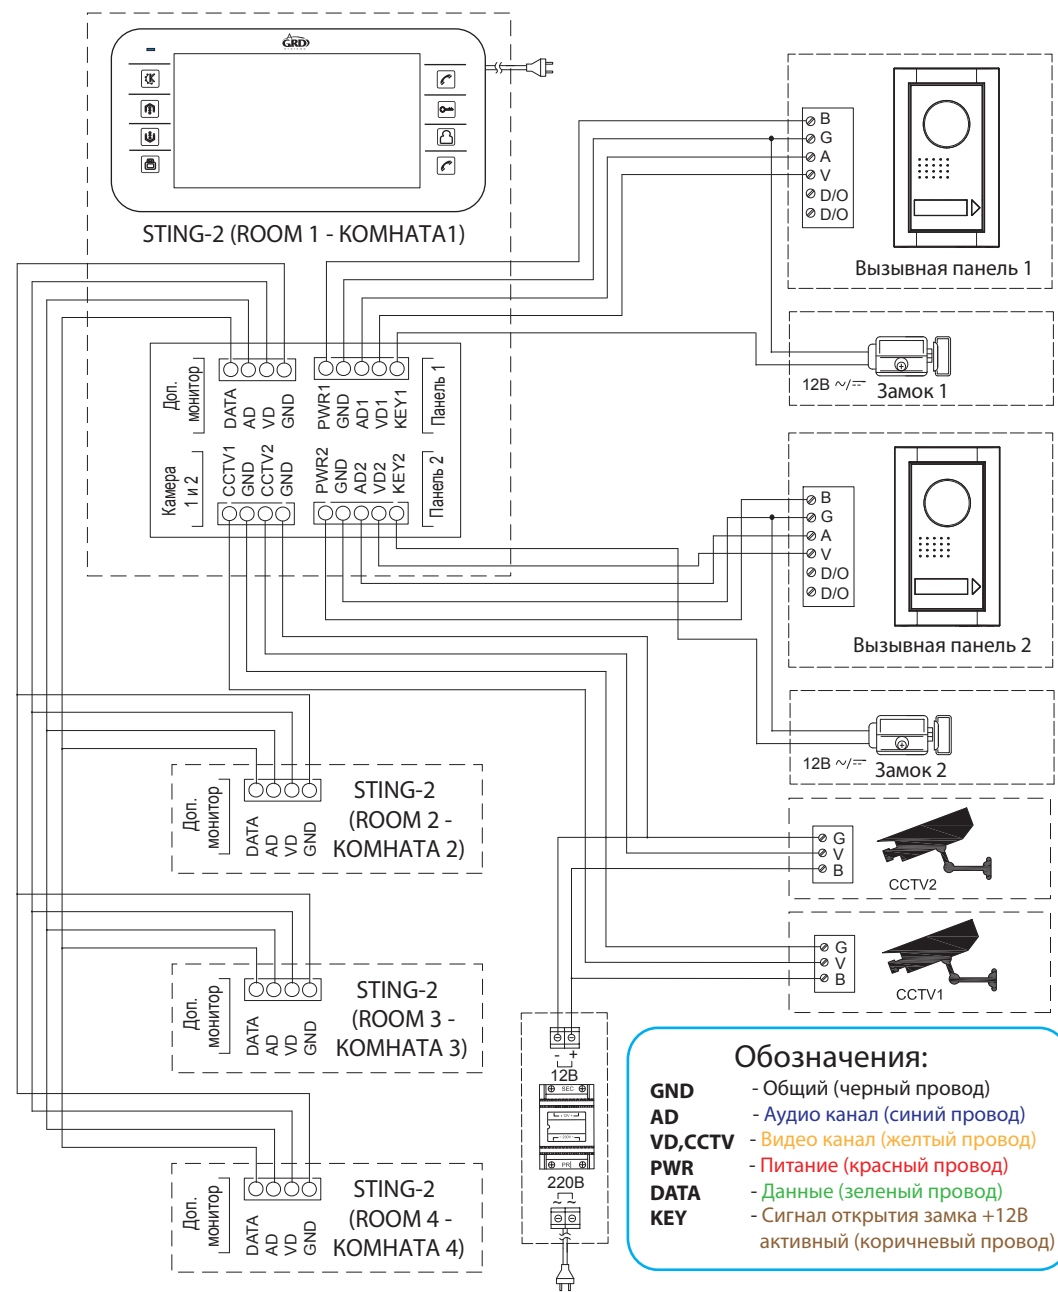 GRD
SYSTEMS
STING-2 (ROOM 1 - КОМНАТА1)
B
G
A
V
D/O
D/O
Вызывная панель 1
12В ~/⎓
Замок 1
Доп.
монитор
DATA
AD
VD
GND
PWR1
GND
AD1
VD1
KEY1
Панель 1
Камера
1 и 2
CCTV1
GND
CCTV2
GND
PWR2
GND
AD2
VD2
KEY2
Панель 2
B
G
A
V
D/O
D/O
Вызывная панель 2
12В ~/⎓
Замок 2
Доп.
монитор
DATA
AD
VD
GND
STING-2
(ROOM 2 -
КОМНАТА 2)
G
V
B
CCTV2
Доп.
монитор
DATA
AD
VD
GND
STING-2
(ROOM 3 -
КОМНАТА 3)
G
V
B
CCTV1
Доп.
монитор
DATA
AD
VD
GND
STING-2
(ROOM 4 -
КОМНАТА 4)
- +
12В
SEC
PRI
220В
~ ~
Обозначения:
GND - Общий (черный провод)
AD - Аудио канал (синий провод)
VD,CCTV - Видео канал (желтый провод)
PWR - Питание (красный провод)
DATA - Данные (зеленый провод)
KEY - Сигнал открытия замка +12В
активный (коричневый провод)